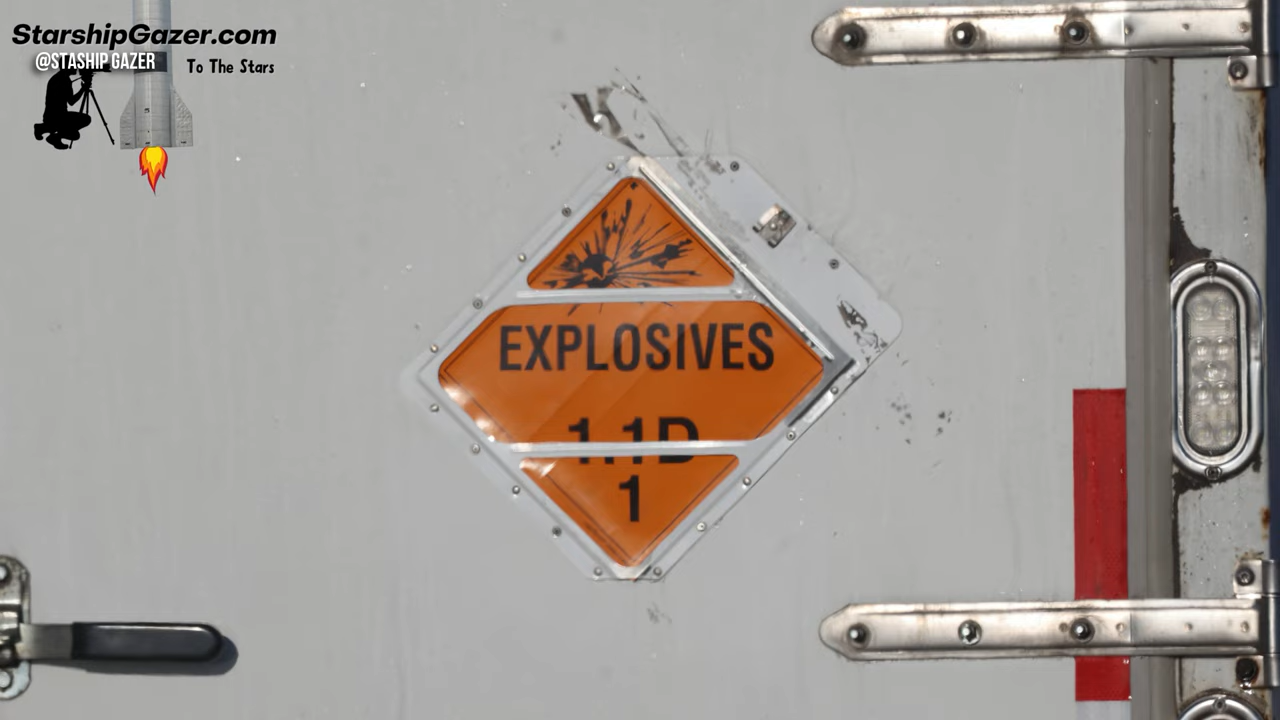 StarshipGazer.com
@STASHIP GAZER
To The Stars
EXPLOSIVES
1.1D
1